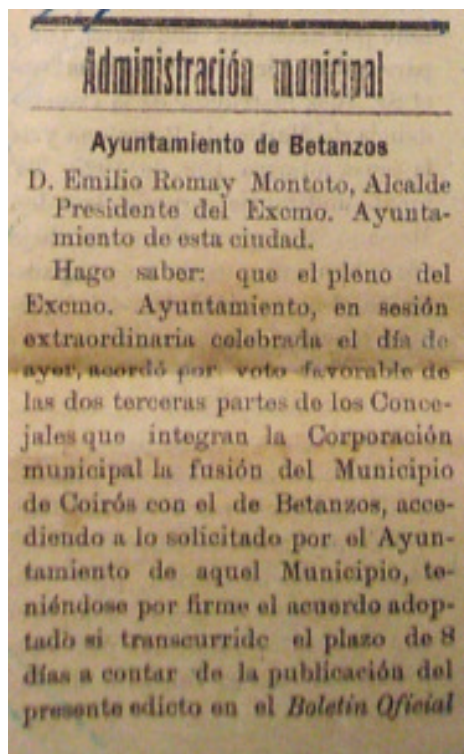 Administración municipal
Ayuntamiento de Betanzos
D. Emilio Romay Montoto, Alcalde
Presidente del Excmo. Ayunta-
miento de esta ciudad.
Hago saber: que el pleno del
Excmo. Ayuntamiento, en sesión
extraordinaria celebrada el día de
ayer, acordó por voto favorable de
las dos terceras partes de los Conce-
jales que integran la Corporación
municipal la fusión del Municipio
de Coirós con el de Betanzos, acce-
diendo a lo solicitado por el Ayun-
tamiento de aquel Municipio, te-
niéndose por firme el acuerdo adop-
tado si transcurride el plazo de 8
días a contar de la publicación del
presente edicto en el Boletín Oficial